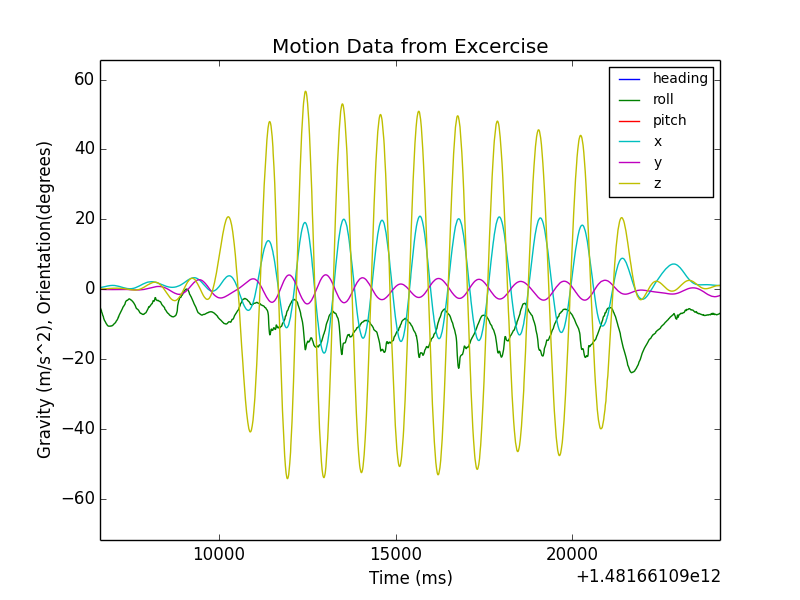 Motion Data from Excercise
heading
roll
pitch
x
y
z
60
40
20
0
−20
−40
−60
Gravity (m/s^2), Orientation(degrees)
10000
15000
20000
Time (ms)
+1.48166109e12